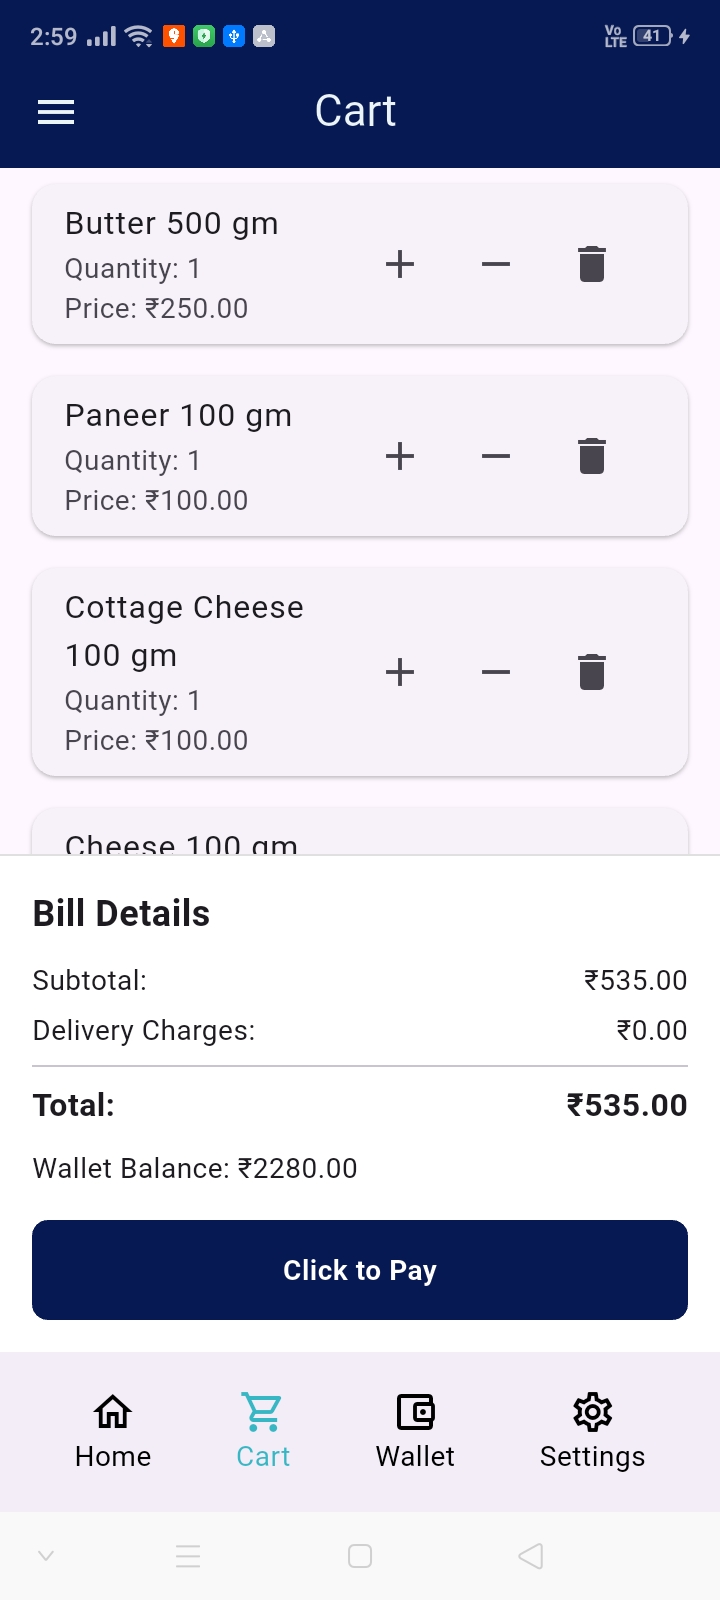 2:59
Vo LTE 41
Cart
Butter 500 gm
Quantity: 1
Price: ₹250.00
Paneer 100 gm
Quantity: 1
Price: ₹100.00
Cottage Cheese
100 gm
Quantity: 1
Price: ₹100.00
Cheese 100 gm
Bill Details
Subtotal: ₹535.00
Delivery Charges: ₹0.00
Total: ₹535.00
Wallet Balance: ₹2280.00
Click to Pay
Home Cart Wallet Settings